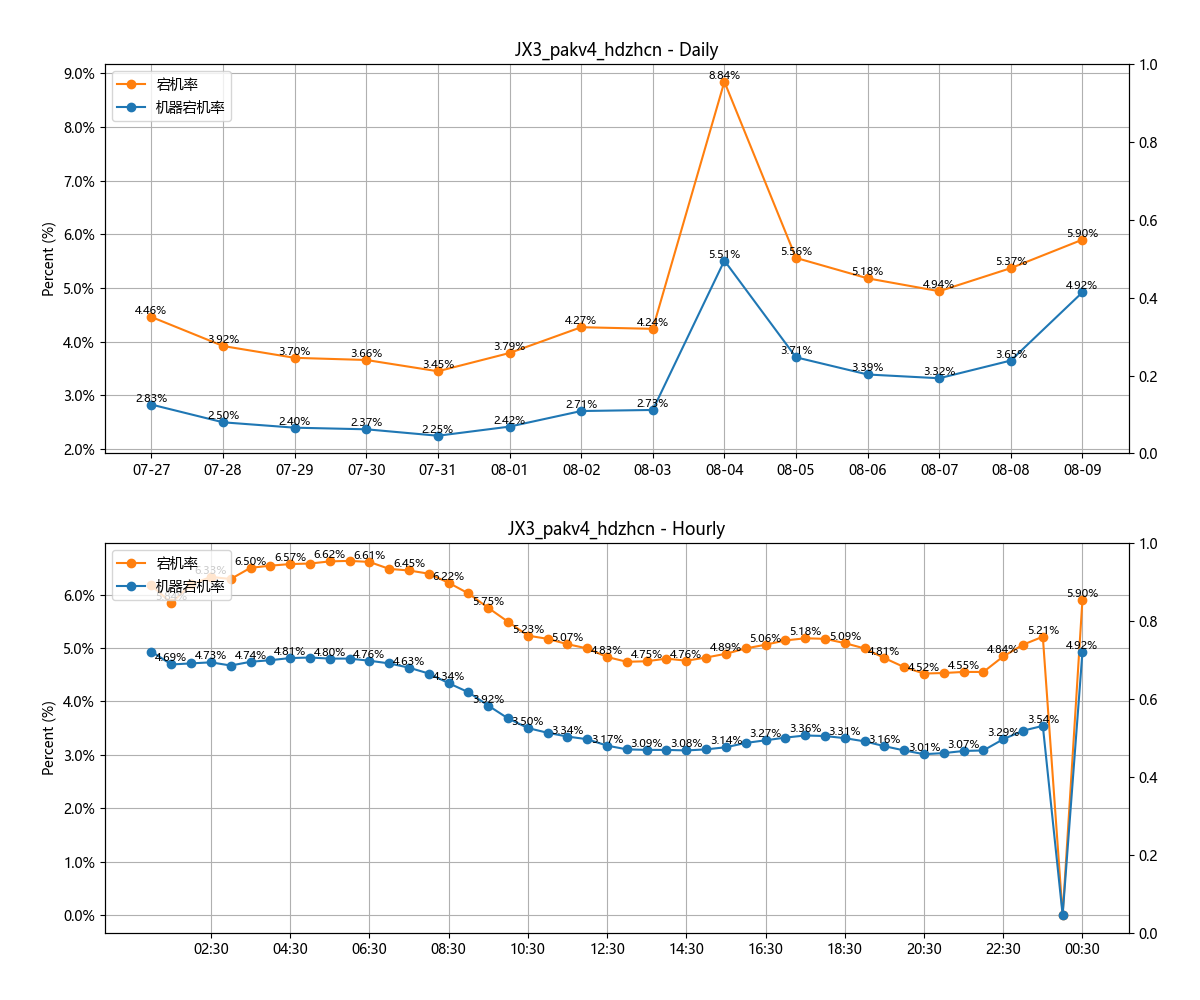 JX3_pakv4_hdzhcn - Daily
宕机率
机器宕机率
Percent (%)
9.0%
8.0%
7.0%
6.0%
5.0%
4.0%
3.0%
2.0%
1.0
0.8
0.6
0.4
0.2
0.0
4.46% 3.92% 3.70% 3.66% 3.45% 3.79% 4.27% 4.24% 8.84% 5.56% 5.18% 4.94% 5.37% 5.90%
2.83% 2.50% 2.40% 2.37% 2.25% 2.42% 2.71% 2.73% 5.51% 3.71% 3.39% 3.32% 3.65% 4.92%
07-27 07-28 07-29 07-30 07-31 08-01 08-02 08-03 08-04 08-05 08-06 08-07 08-08 08-09
JX3_pakv4_hdzhcn - Hourly
宕机率
机器宕机率
Percent (%)
6.0%
5.0%
4.0%
3.0%
2.0%
1.0%
0.0%
1.0
0.8
0.6
0.4
0.2
0.0
6.33% 6.50% 6.57% 6.62% 6.61% 6.45% 6.22% 5.75% 5.23% 5.07% 4.83% 4.75% 4.76% 4.89% 5.06% 5.18% 5.09% 4.81% 4.52% 4.55% 4.84% 5.21% 5.90%
4.69% 4.73% 4.74% 4.81% 4.80% 4.76% 4.63% 4.34% 3.92% 3.50% 3.34% 3.17% 3.09% 3.08% 3.14% 3.27% 3.36% 3.31% 3.16% 3.01% 3.07% 3.29% 3.54% 4.92%
02:30 04:30 06:30 08:30 10:30 12:30 14:30 16:30 18:30 20:30 22:30 00:30